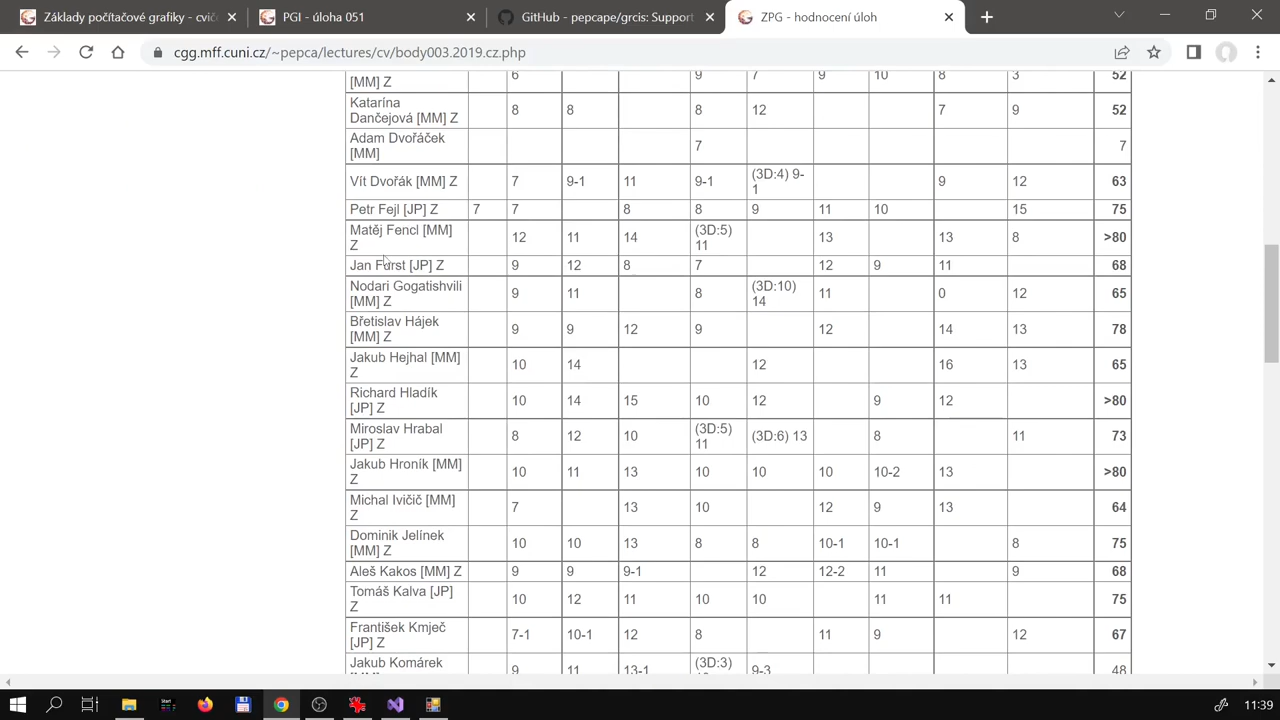 Základy počítačové grafiky - cvič
PGI - úloha 051
GitHub - pepcape/grcis: Support
ZPG - hodnocení úloh
cgg.mff.cuni.cz/~pepca/lectures/cv/body003.2019.cz.php
[MM] Z 6 9 7 9 10 8 3 52
Katarína
Dančejová [MM] Z 8 8 8 12 7 9 52
Adam Dvořáček
[MM] 7 7
Vít Dvořák [MM] Z 7 9-1 11 9-1 (3D:4) 9-
1 9 12 63
Petr Fejl [JP] Z 7 7 8 8 9 11 10 15 75
Matěj Fencl [MM]
Z 12 11 14 (3D:5)
11 13 13 8 >80
Jan Fürst [JP] Z 9 12 8 7 12 9 11 68
Nodari Gogatishvili
[MM] Z 9 11 8 (3D:10)
14 11 0 12 65
Břetislav Hájek
[MM] Z 9 9 12 9 12 14 13 78
Jakub Hejhal [MM]
Z 10 14 12 16 13 65
Richard Hladík
[JP] Z 10 14 15 10 12 9 12 >80
Miroslav Hrabal
[JP] Z 8 12 10 (3D:5)
11 (3D:6) 13 8 11 73
Jakub Hroník [MM]
Z 10 11 13 10 10 10 10-2 13 >80
Michal Ivičič [MM]
Z 7 13 10 12 9 13 64
Dominik Jelínek
[MM] Z 10 10 13 8 8 10-1 10-1 8 75
Aleš Kakos [MM] Z 9 9 9-1 12 12-2 11 9 68
Tomáš Kalva [JP]
Z 10 12 11 10 10 11 11 75
František Kmječ
[JP] Z 7-1 10-1 12 8 11 9 12 67
Jakub Komárek 9 11 13-1 (3D:3)
9-3 48
11:39